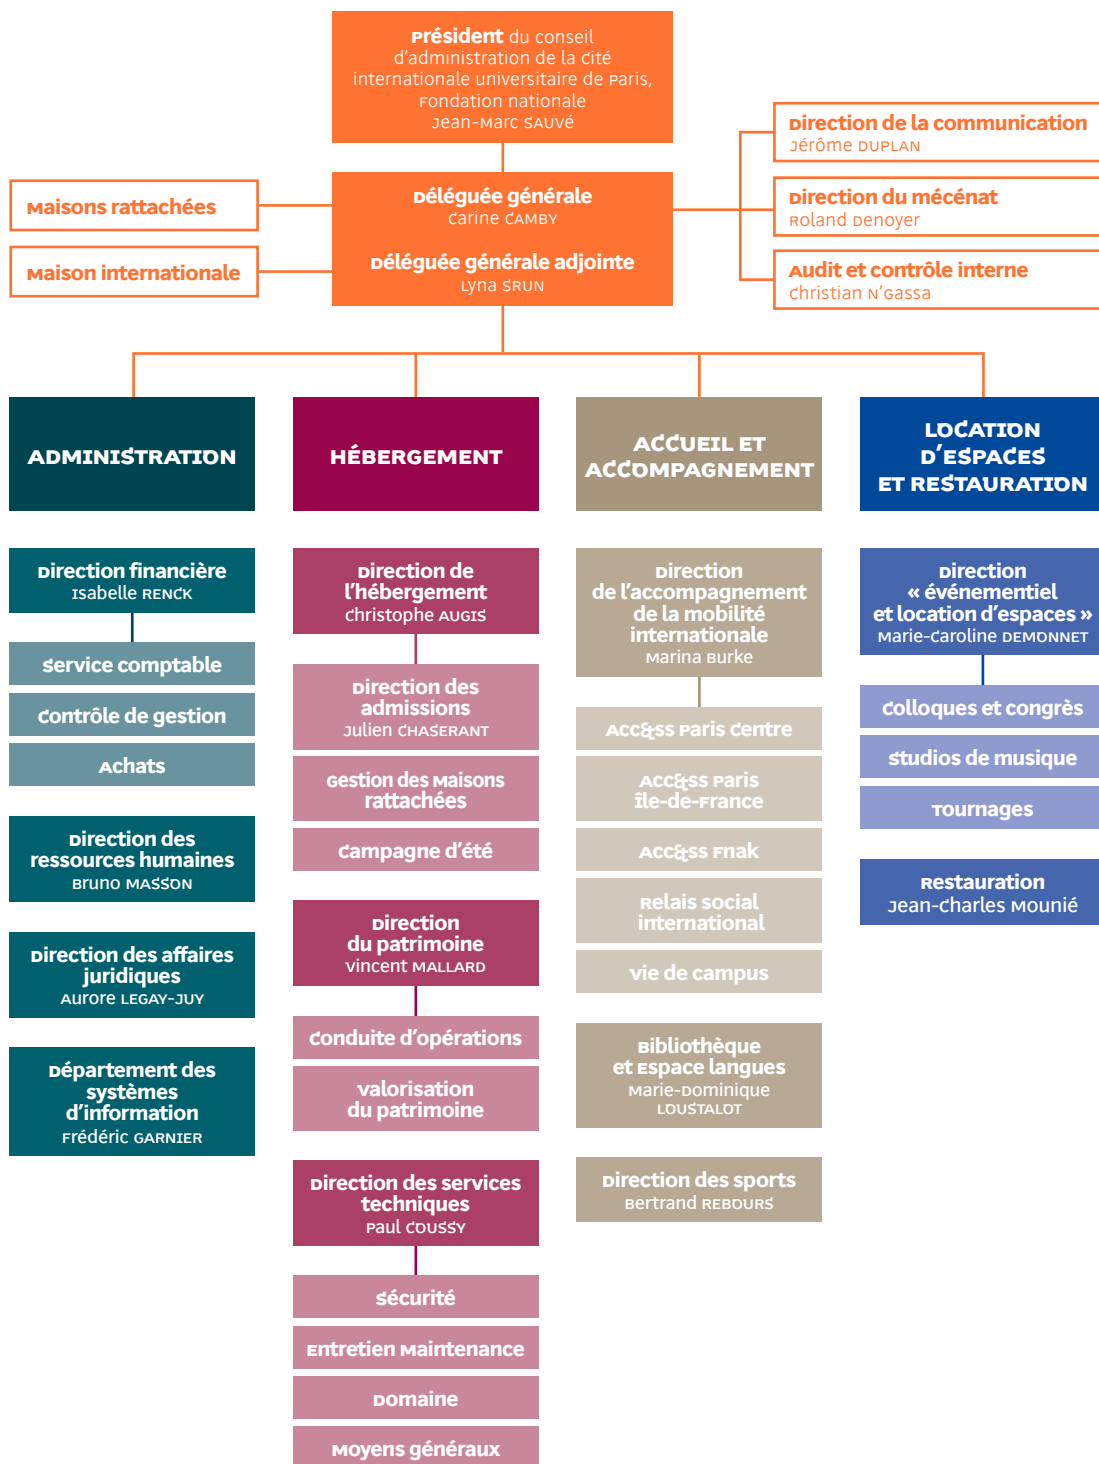 Président du conseil
d'administration de la Cité
internationale universitaire de Paris,
Fondation nationale
Jean-Marc SAUVÉ
Déléguée générale
Carine CAMBY
Déléguée générale adjointe
Lyna SRUN
Maisons rattachées
Maison internationale
Direction de la communication
Jérôme DUPLAN
Direction du mécénat
Roland Denoyer
Audit et contrôle interne
Christian N'Gassa
ADMINISTRATION
Direction financière
Isabelle RENCK
Service comptable
Contrôle de gestion
Achats
Direction des
ressources humaines
Bruno MASSON
Direction des affaires
juridiques
Aurore LEGAY-JUY
Département des
systèmes
d'information
Frédéric GARNIER
HÉBERGEMENT
Direction de
l'hébergement
Christophe AUGIS
Direction des
admissions
Julien CHASERANT
Gestion des Maisons
rattachées
Campagne d'été
Direction
du patrimoine
Vincent MALLARD
Conduite d'opérations
Valorisation
du patrimoine
Direction des services
techniques
Paul COUSSY
Sécurité
Entretien Maintenance
Domaine
Moyens généraux
ACCUEIL ET
ACCOMPAGNEMENT
Direction
de l'accompagnement
de la mobilité
internationale
Marina Burke
Acc&ss Paris Centre
Acc&ss Paris
Île-de-France
Acc&ss Fnak
Relais social
international
Vie de campus
Bibliothèque
et Espace langues
Marie-Dominique
LOUSTALOT
Direction des sports
Bertrand REBOURS
LOCATION
D'ESPACES
ET RESTAURATION
Direction
« événementiel
et location d'espaces »
Marie-Caroline DEMONNET
Colloques et congrès
Studios de musique
Tournages
Restauration
Jean-Charles Mounié